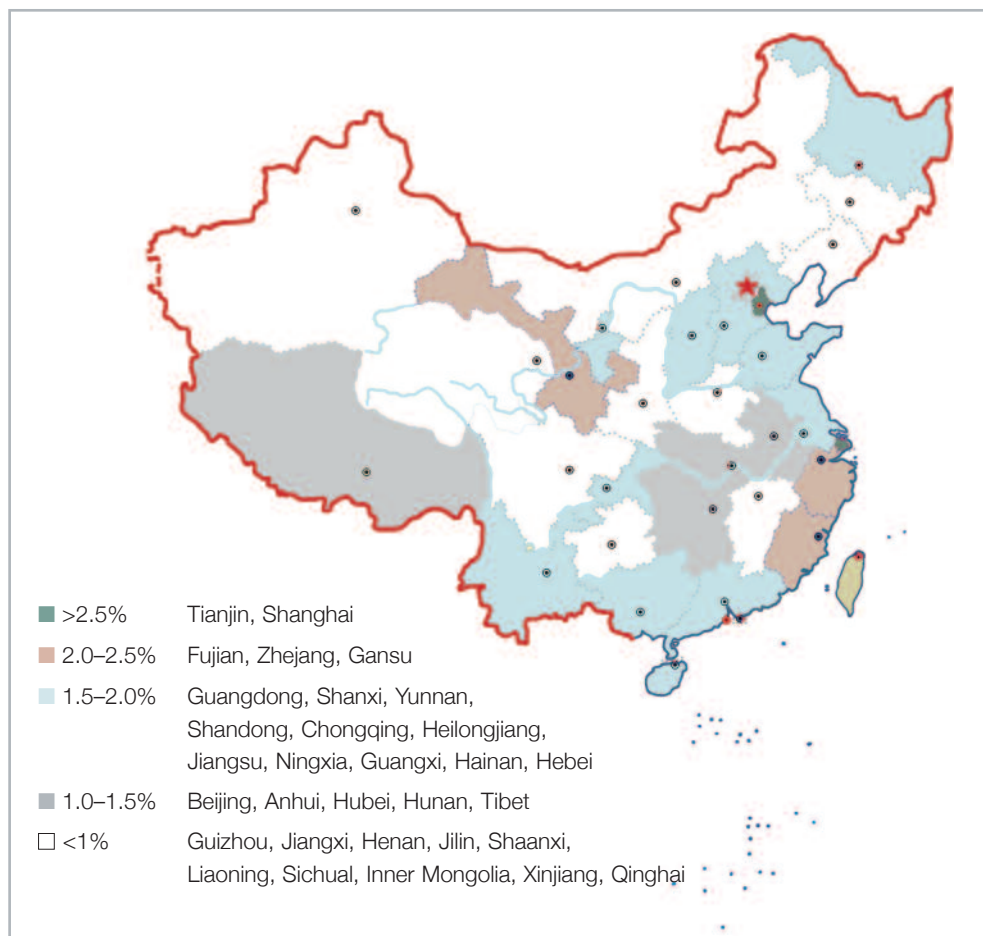 >2.5% Tianjin, Shanghai
2.0–2.5% Fujian, Zhejang, Gansu
1.5–2.0% Guangdong, Shanxi, Yunnan,
Shandong, Chongqing, Heilongjiang,
Jiangsu, Ningxia, Guangxi, Hainan, Hebei
1.0–1.5% Beijing, Anhui, Hubei, Hunan, Tibet
<1% Guizhou, Jiangxi, Henan, Jilin, Shaanxi,
Liaoning, Sichual, Inner Mongolia, Xinjiang, Qinghai